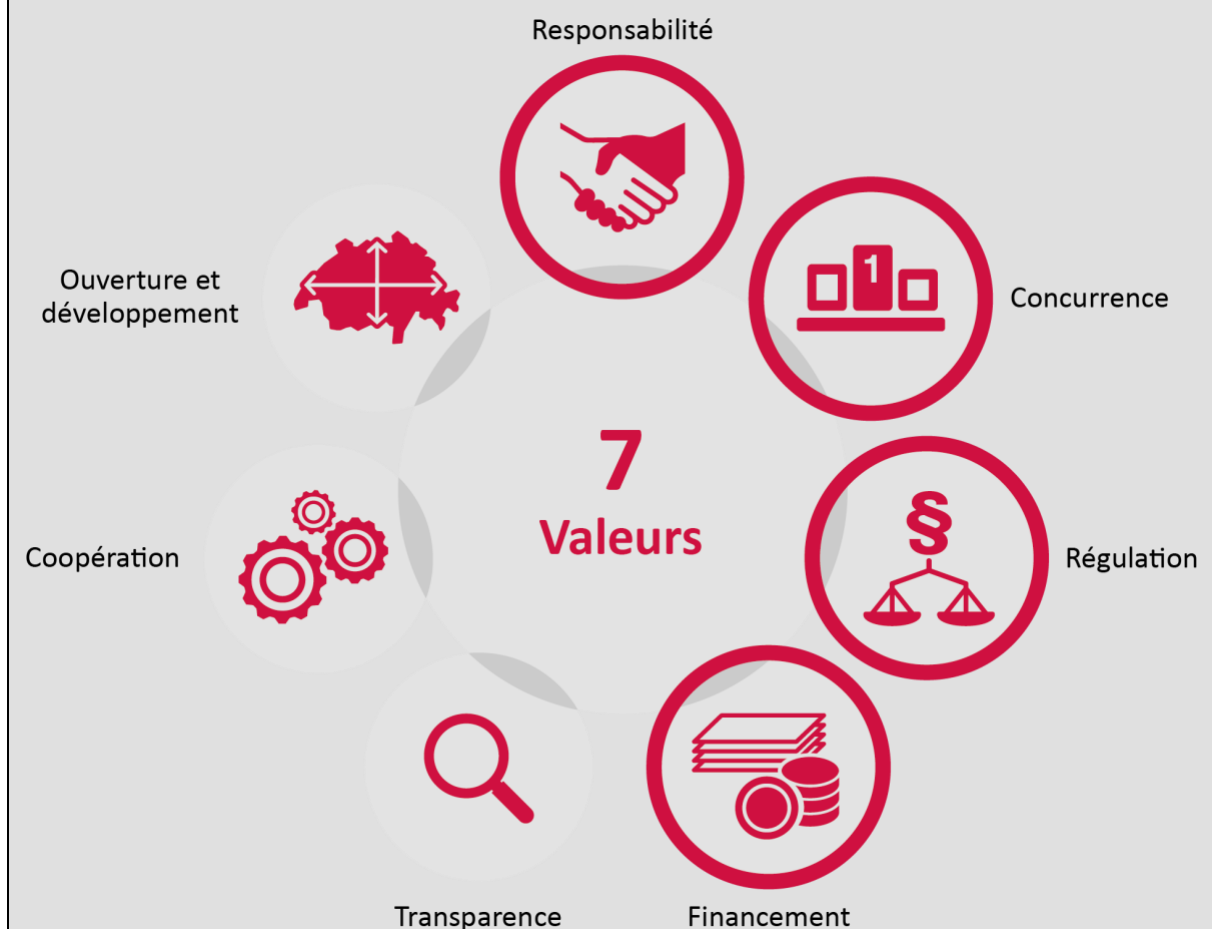 Responsabilité
1
Concurrence
Ouverture et
développement
7
Valeurs
§
Régulation
Coopération
Transparence
Financement